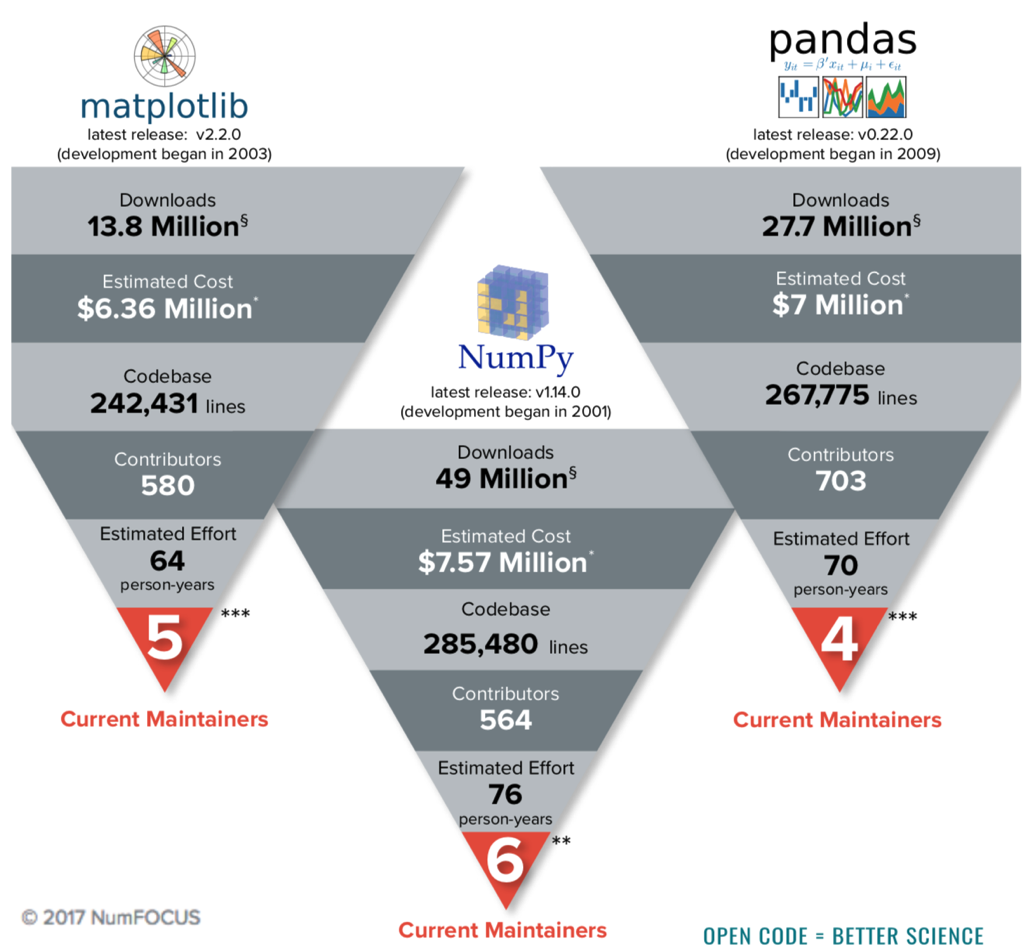 matplotlib
latest release: v2.2.0
(development began in 2003)
Downloads
13.8 Million§
Estimated Cost
$6.36 Million*
Codebase
242,431 lines
Contributors
580
Estimated Effort
64
person-years
5 ***
Current Maintainers
NumPy
latest release: v1.14.0
(development began in 2001)
Downloads
49 Million§
Estimated Cost
$7.57 Million*
Codebase
285,480 lines
Contributors
564
Estimated Effort
76
person-years
6 **
Current Maintainers
pandas
y_it = β′x_it + μ_i + ϵ_it
latest release: v0.22.0
(development began in 2009)
Downloads
27.7 Million§
Estimated Cost
$7 Million*
Codebase
267,775 lines
Contributors
703
Estimated Effort
70
person-years
4 ***
Current Maintainers
© 2017 NumFOCUS
OPEN CODE = BETTER SCIENCE